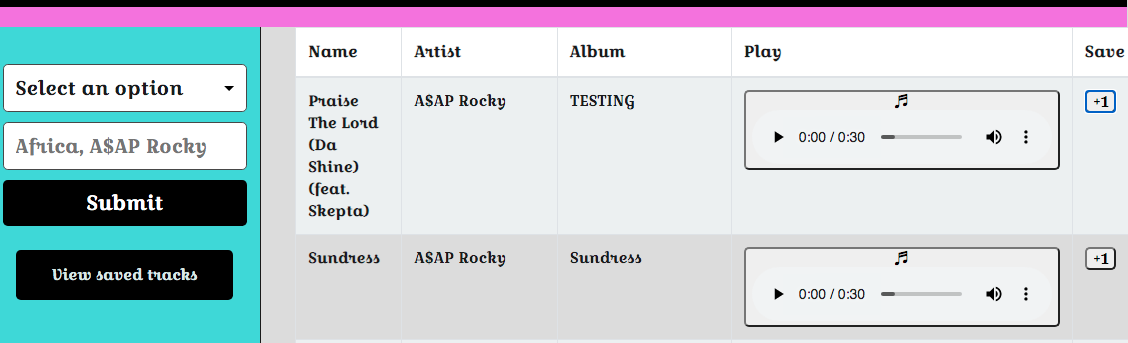 Select an option
Africa, A$AP Rocky
Submit
View saved tracks
Name Artist Album Play Save
Praise The Lord (Da Shine) (feat. Skepta) A$AP Rocky TESTING 0:00 / 0:30 +1
Sundress A$AP Rocky Sundress 0:00 / 0:30 +1